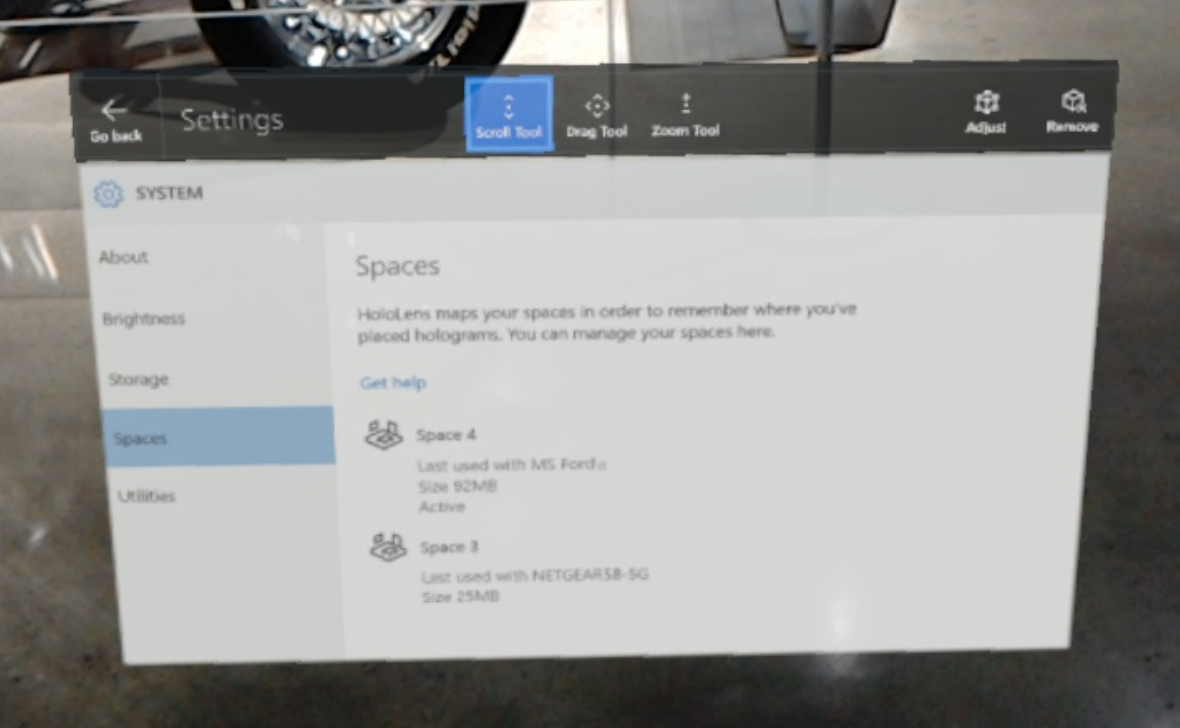 Go back
Settings
Scroll Tool
Drag Tool
Zoom Tool
Adjust
Remove
SYSTEM
About
Brightness
Storage
Spaces
Utilities
Spaces
HoloLens maps your spaces in order to remember where you've
placed holograms. You can manage your spaces here.
Get help
Space 4
Last used with MS Ford
Size 92MB
Active
Space 3
Last used with NETGEAR58-5G
Size 25MB